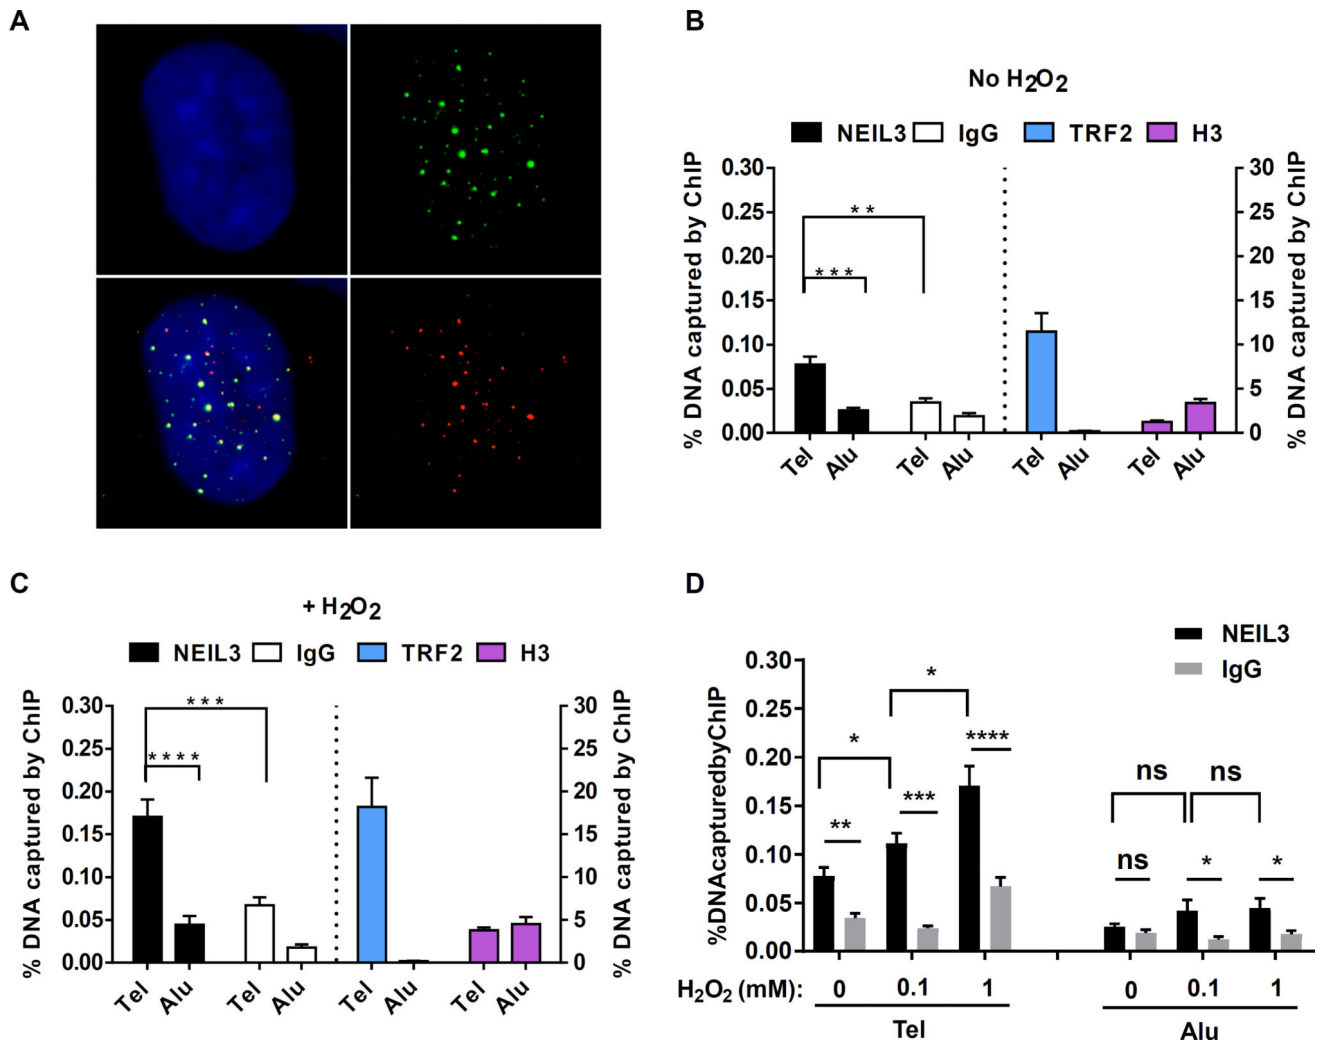 A
B
No H2O2
NEIL3 IgG TRF2 H3
% DNA captured by ChIP
0.30
0.25
0.20
0.15
0.10
0.05
0.00
** 
***
30
25
20
15
10
5
0
% DNA captured by ChIP
Tel Alu Tel Alu Tel Alu Tel Alu
C
+ H2O2
NEIL3 IgG TRF2 H3
% DNA captured by ChIP
0.30
0.25
0.20
0.15
0.10
0.05
0.00
***
****
30
25
20
15
10
5
0
% DNA captured by ChIP
Tel Alu Tel Alu Tel Alu Tel Alu
D
NEIL3
IgG
%DNAcapturedbyChIP
0.30
0.25
0.20
0.15
0.10
0.05
0.00
*
* ****
** ***
ns ns
ns * *
H2O2 (mM): 0 0.1 1 0 0.1 1
Tel Alu